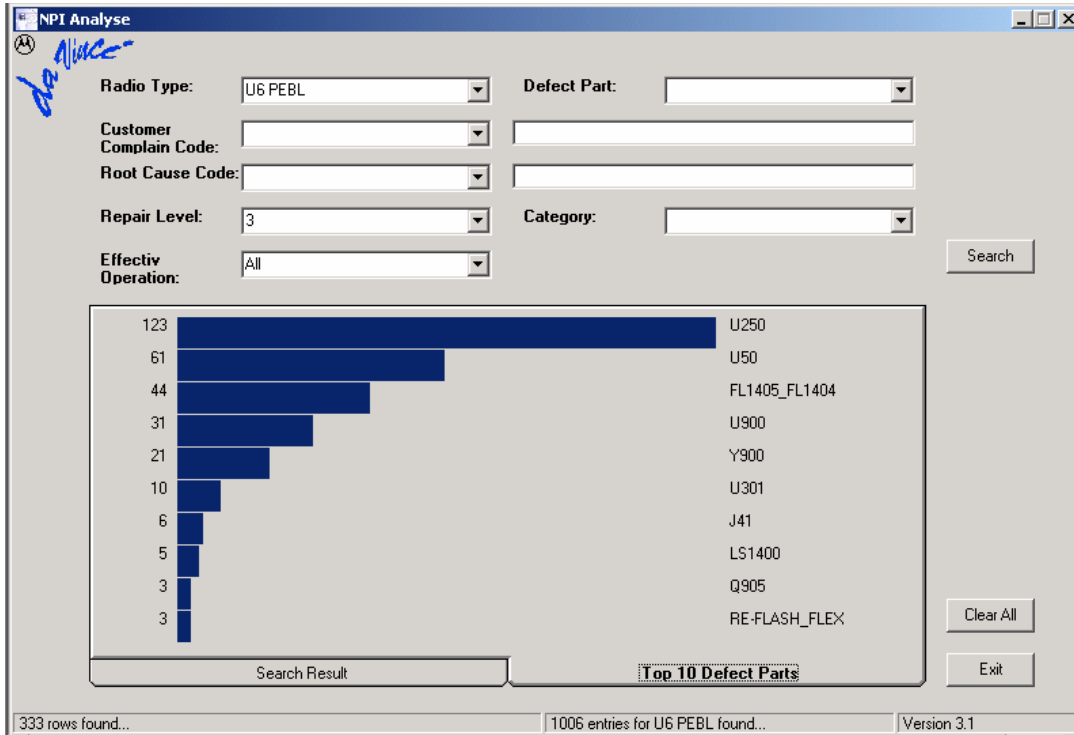 NPI Analyse
da Vince
Radio Type: U6 PEBL Defect Part:
Customer
Complain Code:
Root Cause Code:
Repair Level: 3 Category:
Effectiv
Operation: All
Search
123 U250
61 U50
44 FL1405_FL1404
31 U900
21 Y900
10 U301
6 J41
5 LS1400
3 Q905
3 RE-FLASH_FLEX
Clear All
Search Result Top 10 Defect Parts
Exit
333 rows found... 1006 entries for U6 PEBL found... Version 3.1